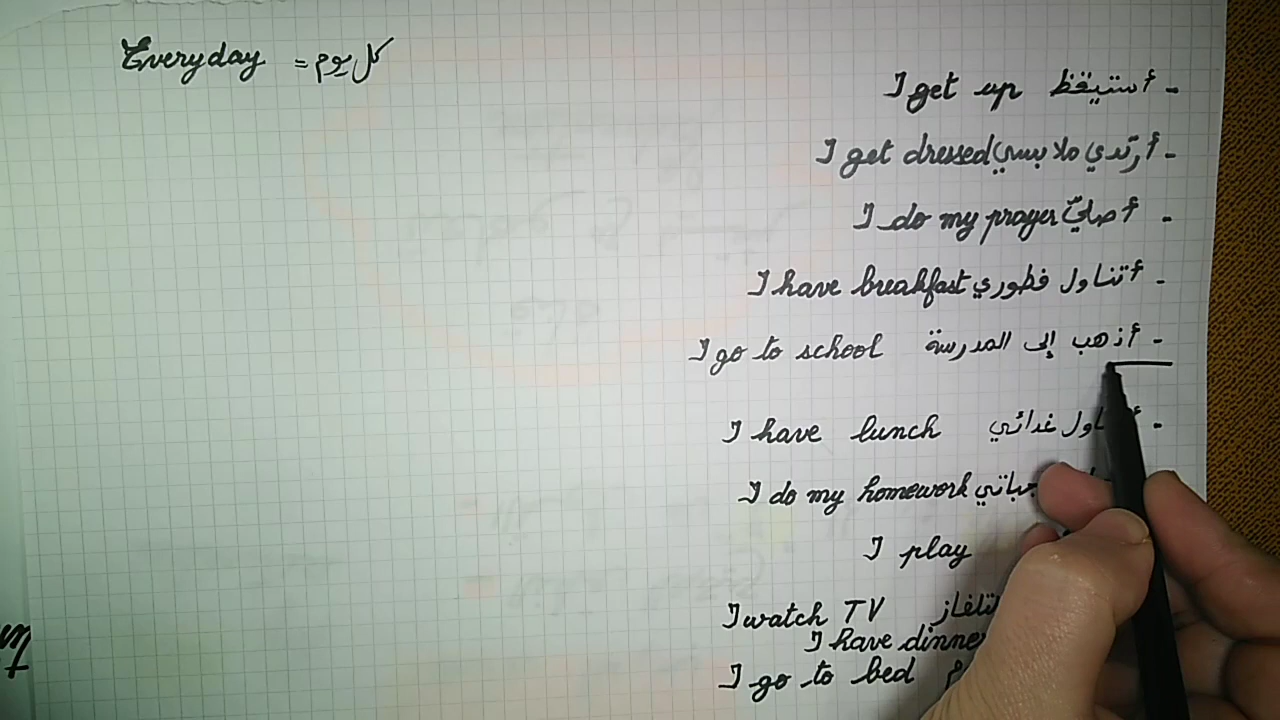 Everyday = كل يوم
I get up أستيقظ -
I get dressed أرتدي ملابسي -
I do my prayer أصليّ -
I have breakfast أتناول فطوري -
I go to school أذهب إلى المدرسة -
I have lunch غدائي -
I do my homework
I play
I watch TV
I have
I go to bed